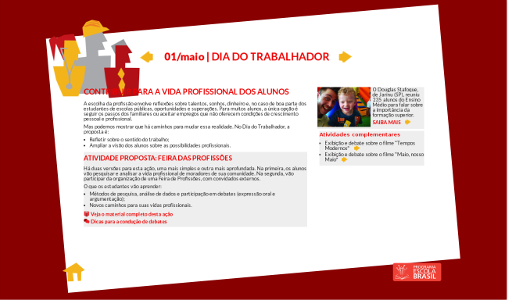 01/maio | DIA DO TRABALHADOR
PARA A VIDA PROFISSIONAL DOS ALUNOS
A escolha da profissão envolve reflexões sobre talentos, sonhos, dinheiro e, no caso de boa parte dos
estudantes de escolas públicas, oportunidades e superações. Para muitos alunos, a única opção é
seguir os passos dos familiares ou aceitar empregos que não oferecem condições de crescimento
pessoal e profissional.
Mas podemos mostrar que há caminhos para mudar essa realidade. No Dia do Trabalhador, a
proposta é:
• Refletir sobre o sentido do trabalho;
• Ampliar a visão dos alunos sobre as possibilidades profissionais.
ATIVIDADE PROPOSTA: FEIRA DAS PROFISSÕES
Há duas versões para esta ação, uma mais simples e outra mais aprofundada. Na primeira, os alunos
vão pesquisar e analisar a vida profissional de moradores de sua comunidade. Na segunda, vão
participar da organização de uma Feira de Profissões, com convidados externos.
O que os estudantes vão aprender:
• Métodos de pesquisa, análise de dados e participação em debates (expressão oral e
argumentação);
• Novos caminhos para suas vidas profissionais.
Veja o material completo desta ação
Dicas para a condução de debates
O Douglas
de Jarinu (SP), reuniu
225 alunos do Ensino
Médio para falar sobre
a importância da
formação superior.
SAIBA MAIS
Atividades complementares
• Exibição e debate sobre o filme "Tempos
Modernos"
• Exibição e debate sobre o filme "Maio, nosso
Maio"
PROGRAMA
ESCOLA
BRASIL